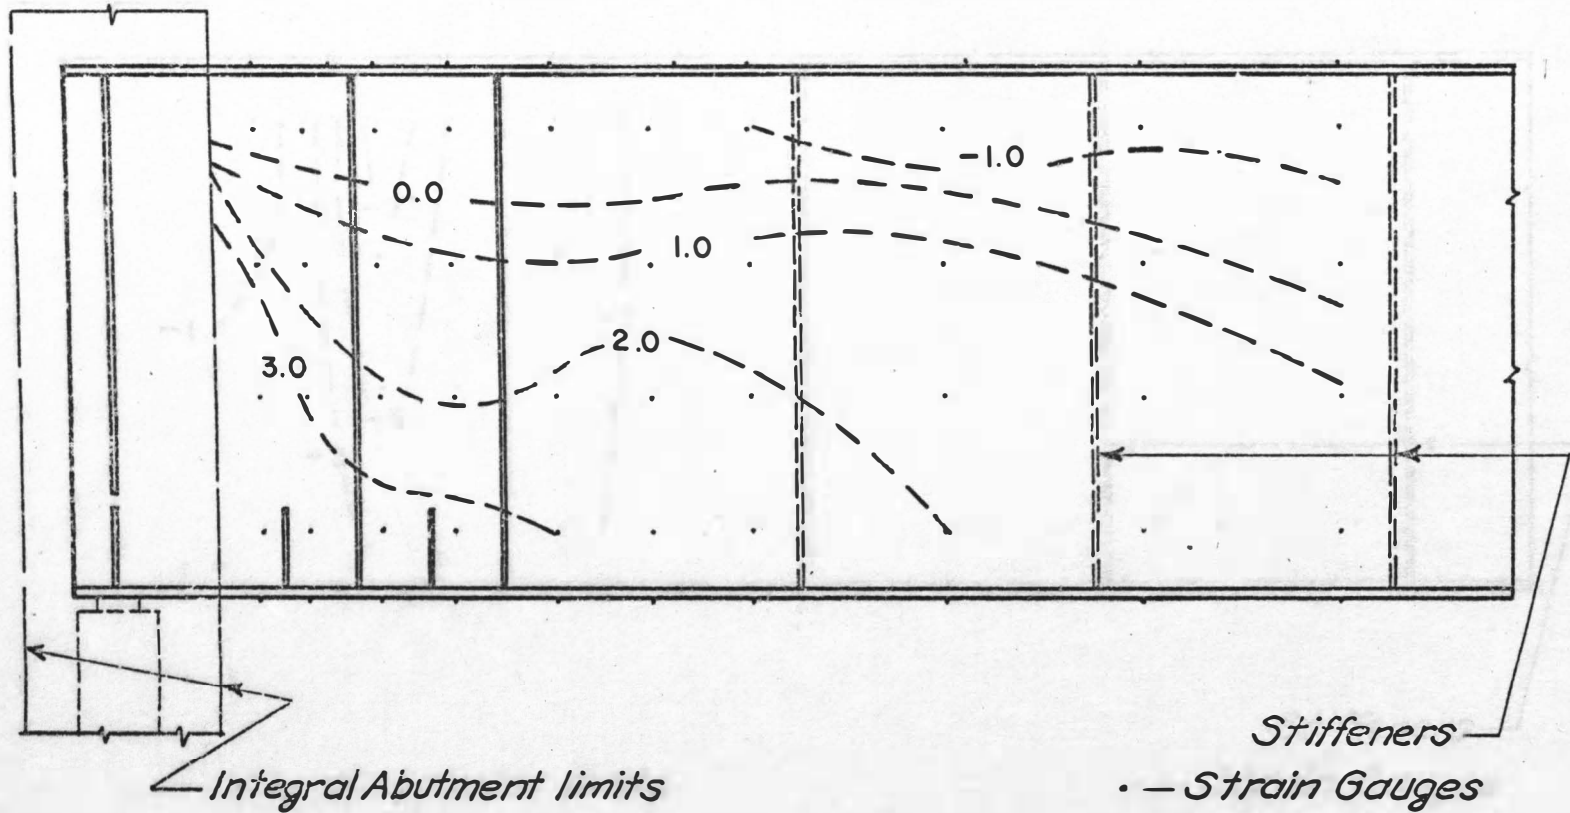 -1.0
0.0
1.0
2.0
3.0
Stiffeners
Integral Abutment limits
• — Strain Gauges